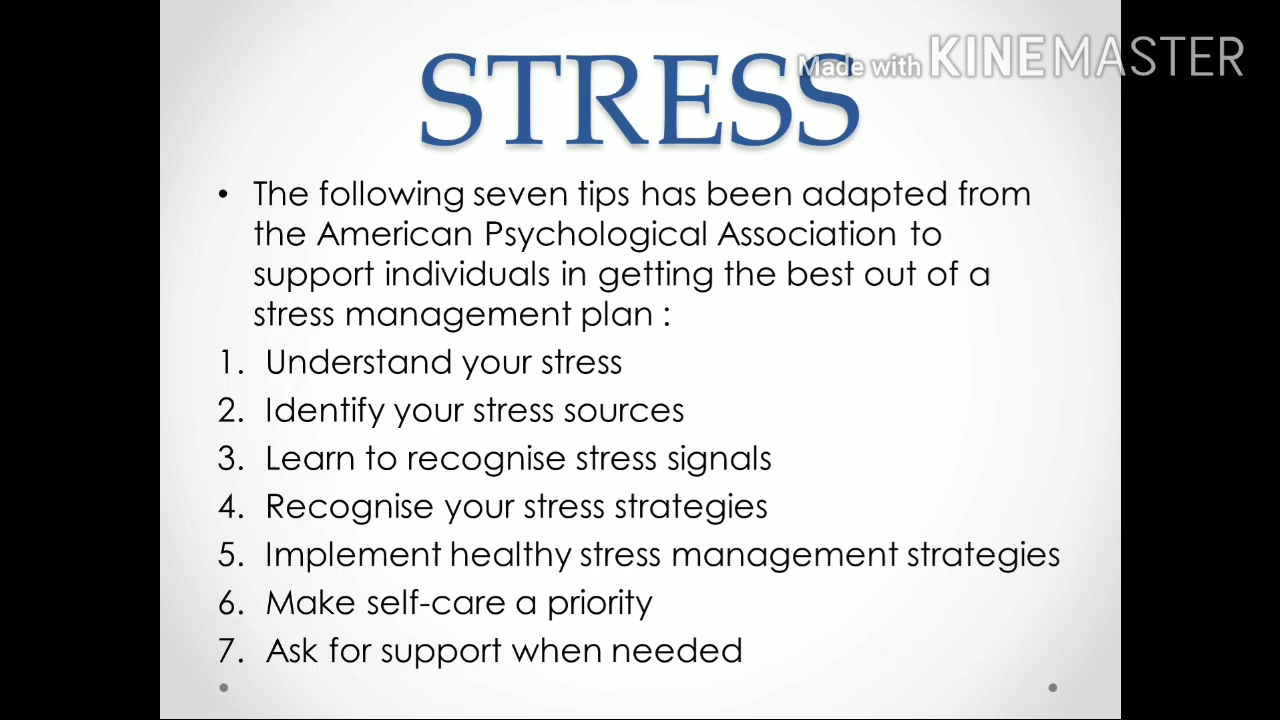 STRESS
Made with KINEMASTER
• The following seven tips has been adapted from
the American Psychological Association to
support individuals in getting the best out of a
stress management plan :
1. Understand your stress
2. Identify your stress sources
3. Learn to recognise stress signals
4. Recognise your stress strategies
5. Implement healthy stress management strategies
6. Make self-care a priority
7. Ask for support when needed